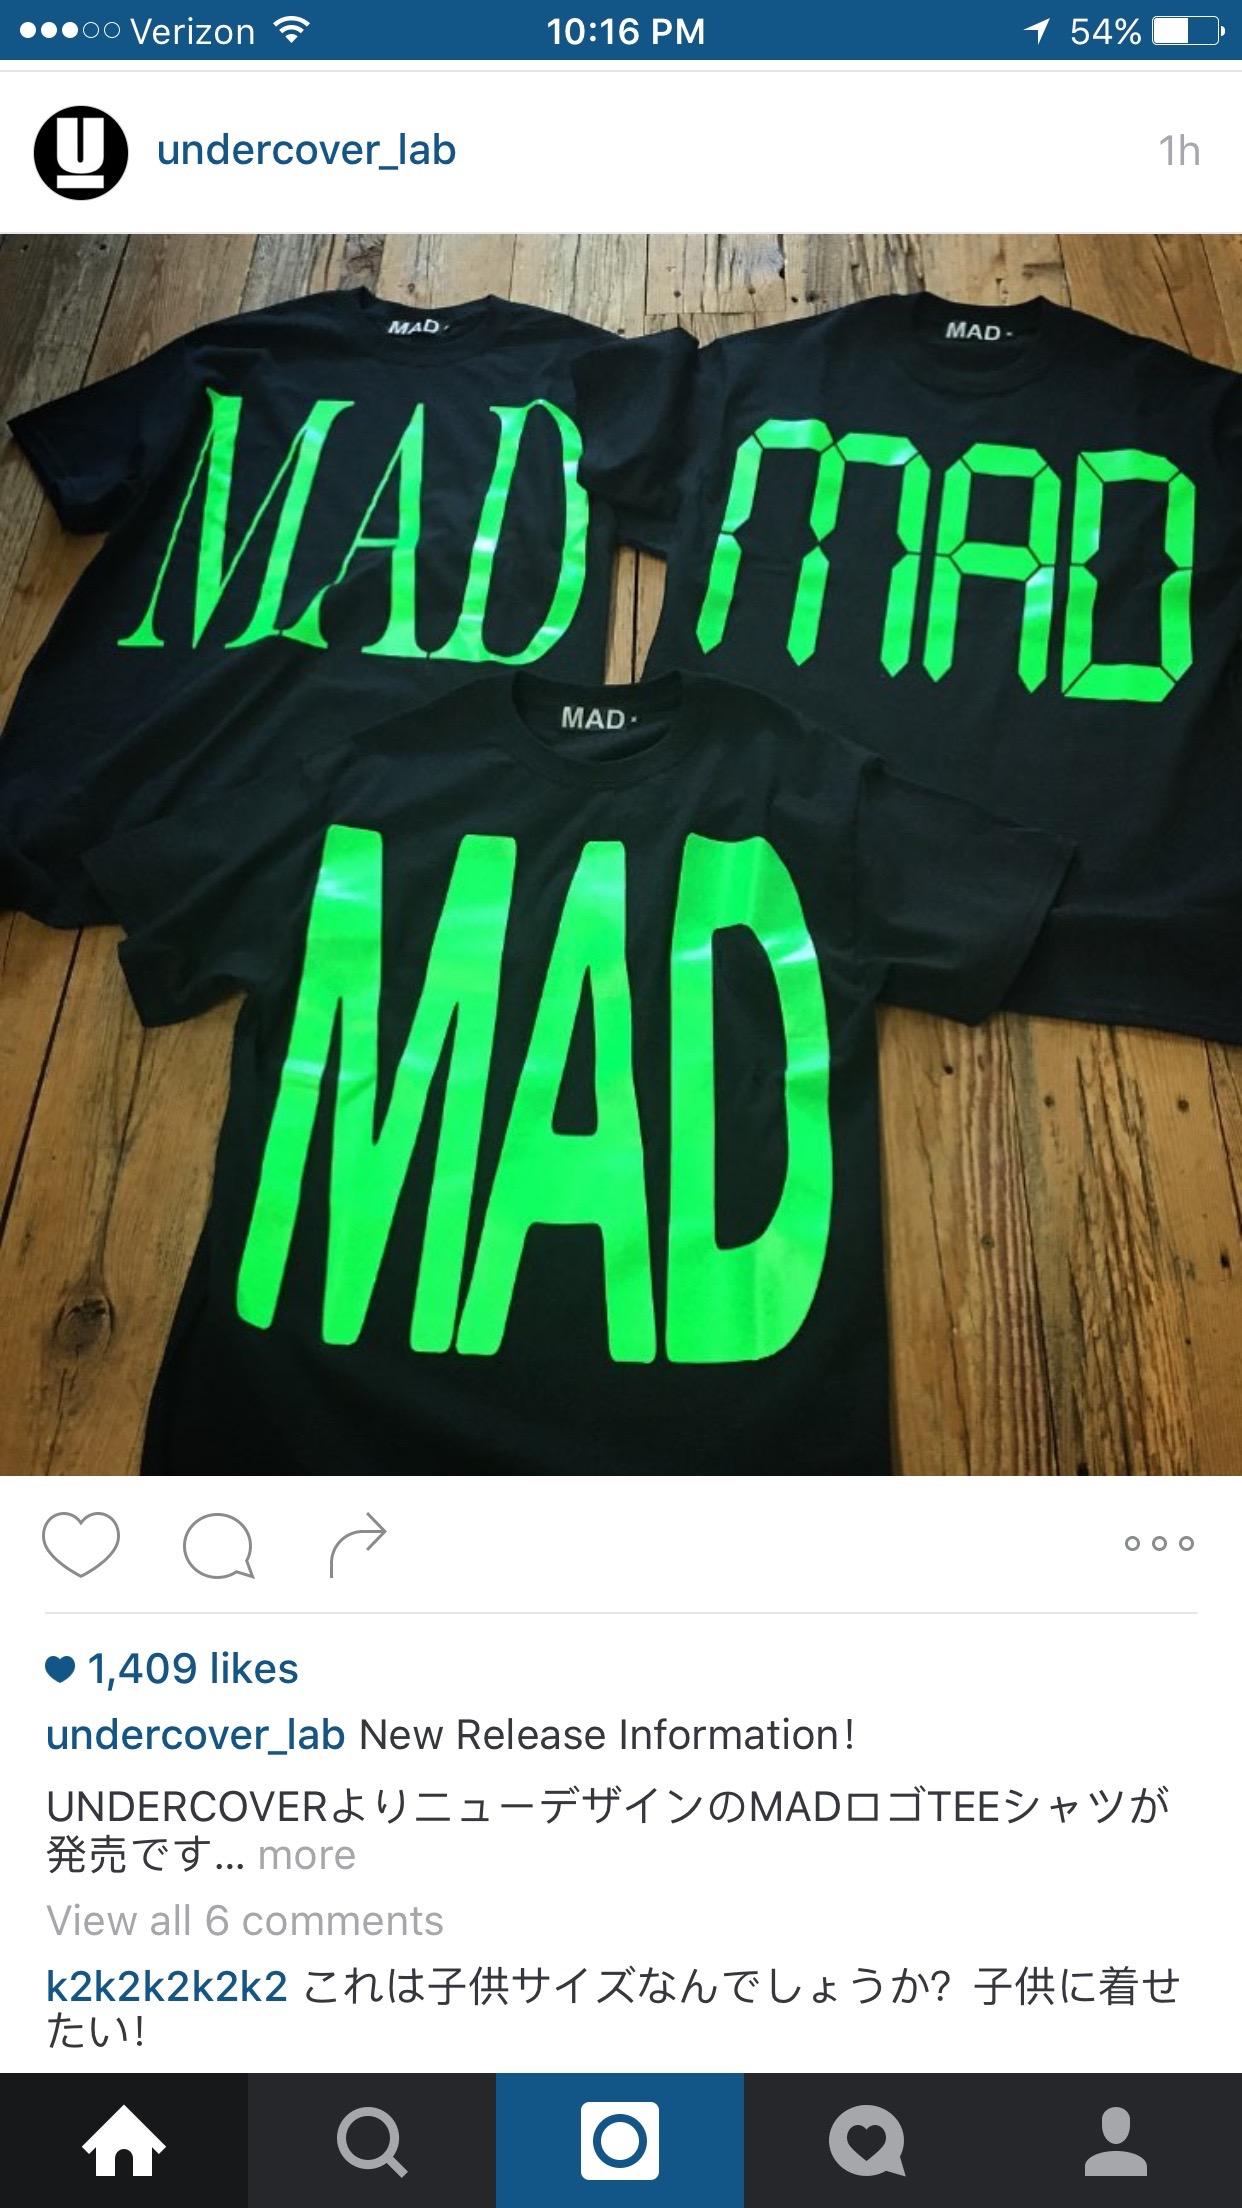 Verizon 10:16 PM 54%
U
undercover_lab 1h
MAD
MAD
MAD
MAD
MAD
MAD
1,409 likes
undercover_lab New Release Information!
UNDERCOVERよりニューデザインのMADロゴTEEシャツが
発売です... more
View all 6 comments
k2k2k2k2k2 これは子供サイズなんでしょうか? 子供に着せ
たい!